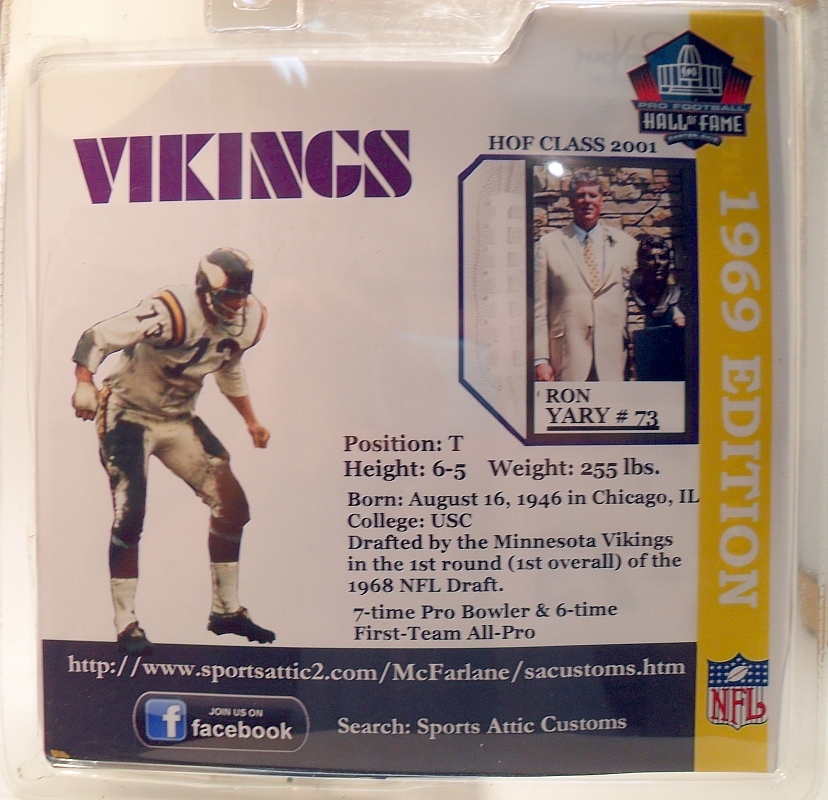 VIKINGS
PRO FOOTBALL
HALL OF FAME
HOF CLASS 2001
1969 EDITION
73
RON
YARY # 73
Position: T
Height: 6-5 Weight: 255 lbs.
Born: August 16, 1946 in Chicago, IL
College: USC
Drafted by the Minnesota Vikings
in the 1st round (1st overall) of the
1968 NFL Draft.
7-time Pro Bowler & 6-time
First-Team All-Pro
http://www.sportsattic2.com/McFarlane/sacustoms.htm
NFL
f JOIN US ON
facebook
Search: Sports Attic Customs